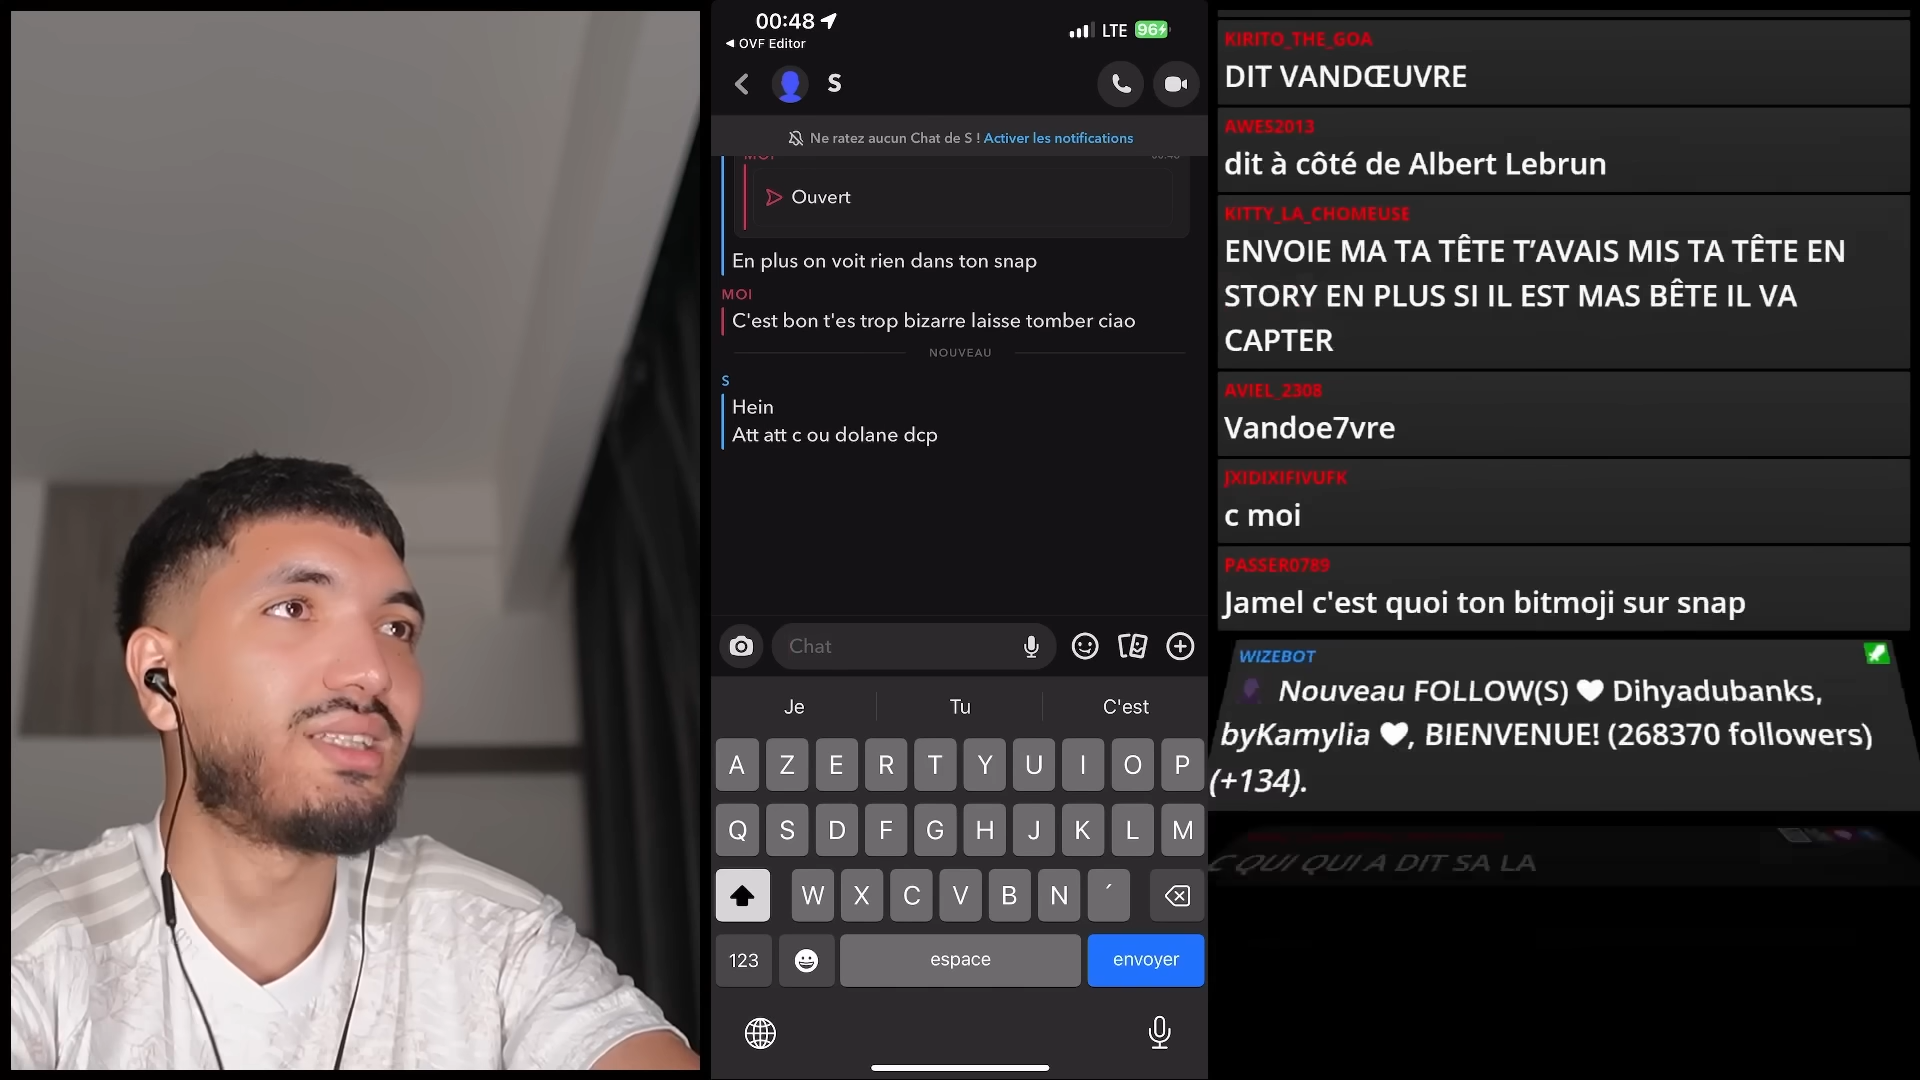 00:48
OVF Editor
LTE
96
S
Ne ratez aucun Chat de S ! Activer les notifications
MOI
Ouvert
En plus on voit rien dans ton snap
MOI
C'est bon t'es trop bizarre laisse tomber ciao
NOUVEAU
S
Hein
Att att c ou dolane dcp
Chat
Je
Tu
C'est
A Z E R T Y U I O P
Q S D F G H J K L M
W X C V B N ´
123
espace
envoyer
KIRITO_THE_GOA
DIT VANDŒUVRE
AWES2013
dit à côté de Albert Lebrun
KITTY_LA_CHOMEUSE
ENVOIE MA TA TÊTE T’AVAIS MIS TA TÊTE EN
STORY EN PLUS SI IL EST MAS BÊTE IL VA
CAPTER
AVIEL_2308
Vandoe7vre
JXIDIXIFIVUFK
c moi
PASSER0789
Jamel c'est quoi ton bitmoji sur snap
WIZEBOT
Nouveau FOLLOW(S) ♥ Dihyadubanks,
byKamylia ♥, BIENVENUE! (268370 followers)
(+134).
C QUI QUI A DIT SA LA